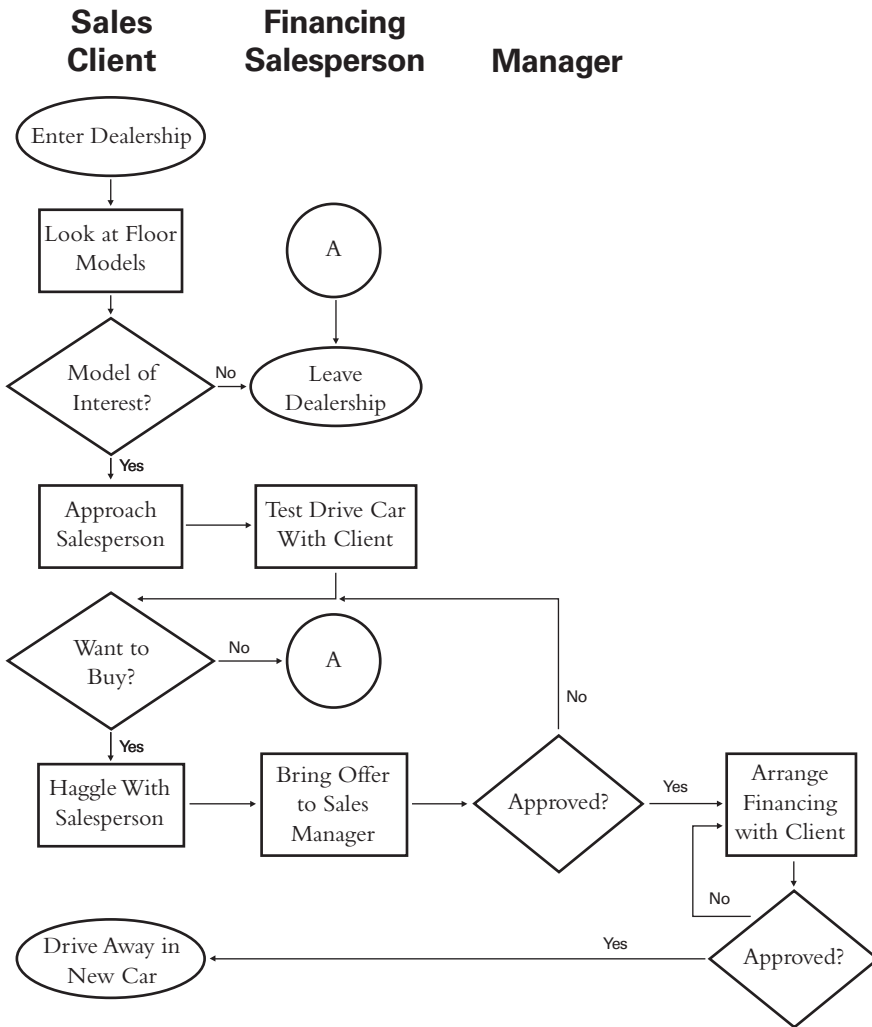 Sales
Client
Financing
Salesperson
Manager
Enter Dealership
Look at Floor
Models
A
Model of
Interest?
No
Leave
Dealership
Yes
Approach
Salesperson
Test Drive Car
With Client
Want to
Buy?
No
A
No
Yes
Haggle With
Salesperson
Bring Offer
to Sales
Manager
Approved?
Yes
Arrange
Financing
with Client
No
Drive Away in
New Car
Yes
Approved?